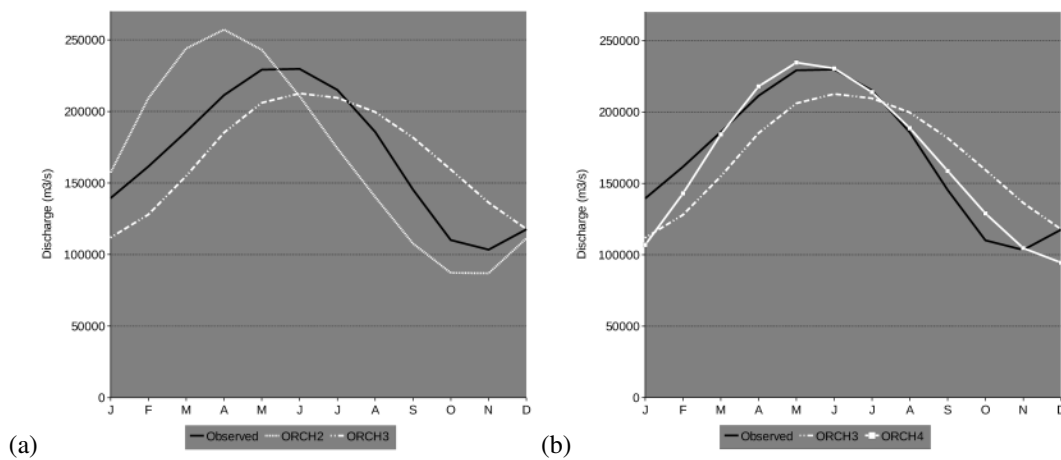 250000
200000
150000
100000
50000
0
Discharge (m3/s)
J F M A M J J A S O N D
(a)
Observed ORCH2 ORCH3
250000
200000
150000
100000
50000
0
Discharge (m3/s)
J F M A M J J A S O N D
(b)
Observed ORCH3 ORCH4